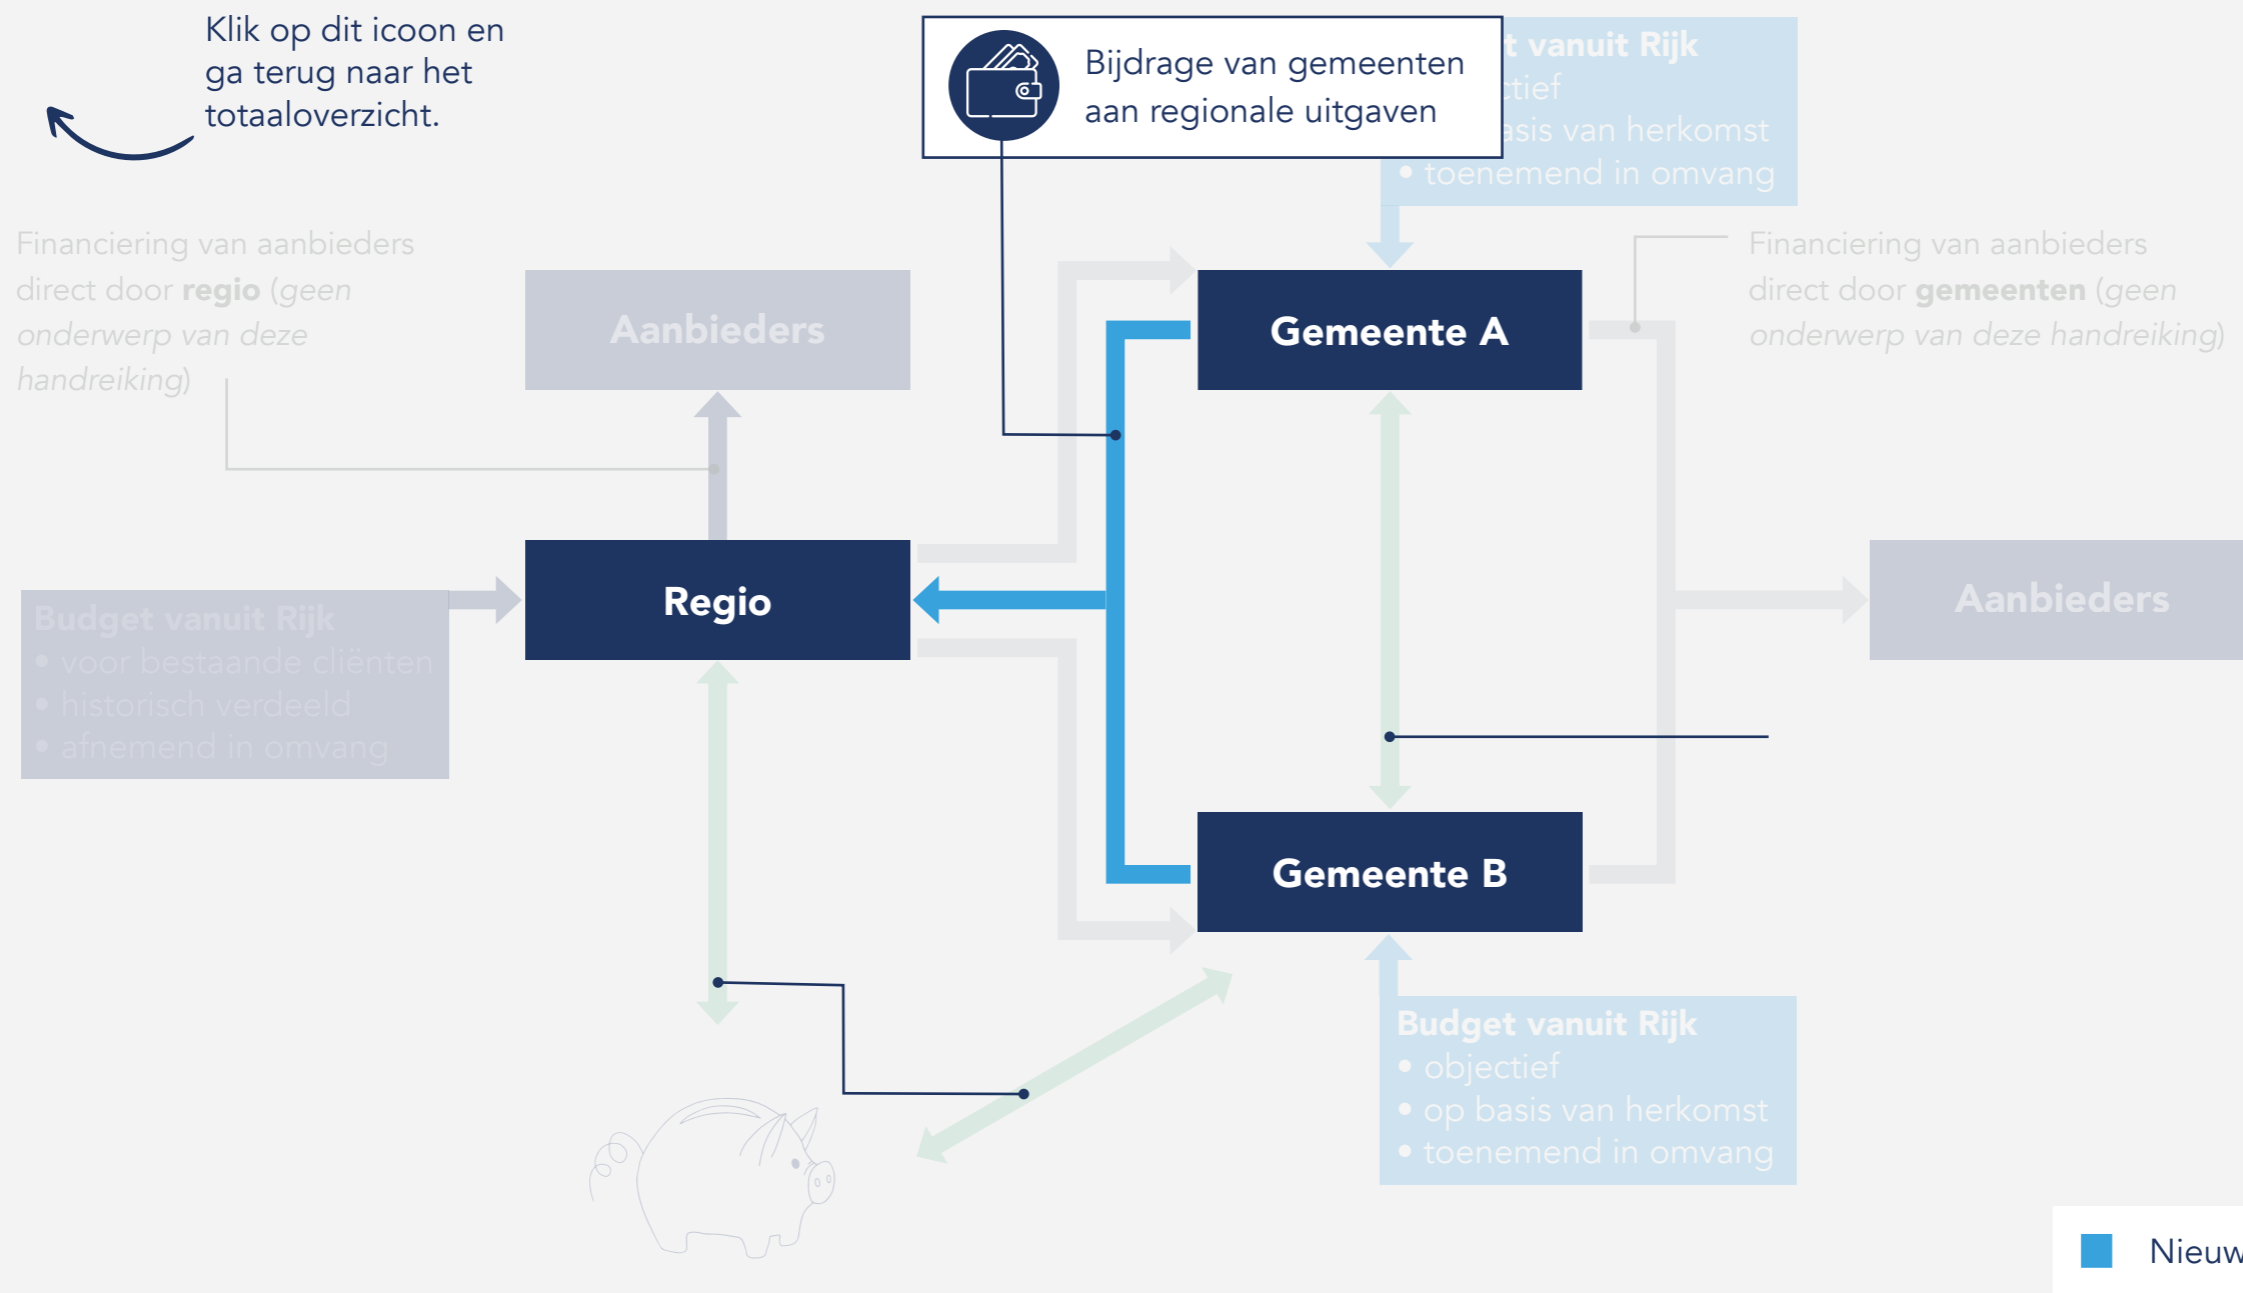 Klik op dit icoon en
ga terug naar het
totaaloverzicht.
Bijdrage van gemeenten
aan regionale uitgaven
vanuit Rijk
van herkomst
• toenemend in omvang
Financiering van aanbieders
direct door regio (geen
onderwerp van deze
handreiking)
Aanbieders
Gemeente A
Financiering van aanbieders
direct door gemeenten (geen
onderwerp van deze handreiking)
Budget vanuit Rijk
• voor bestaande cliënten
• historisch verdeeld
• afnemend in omvang
Regio
Aanbieders
Gemeente B
Budget vanuit Rijk
• objectief
• op basis van herkomst
• toenemend in omvang